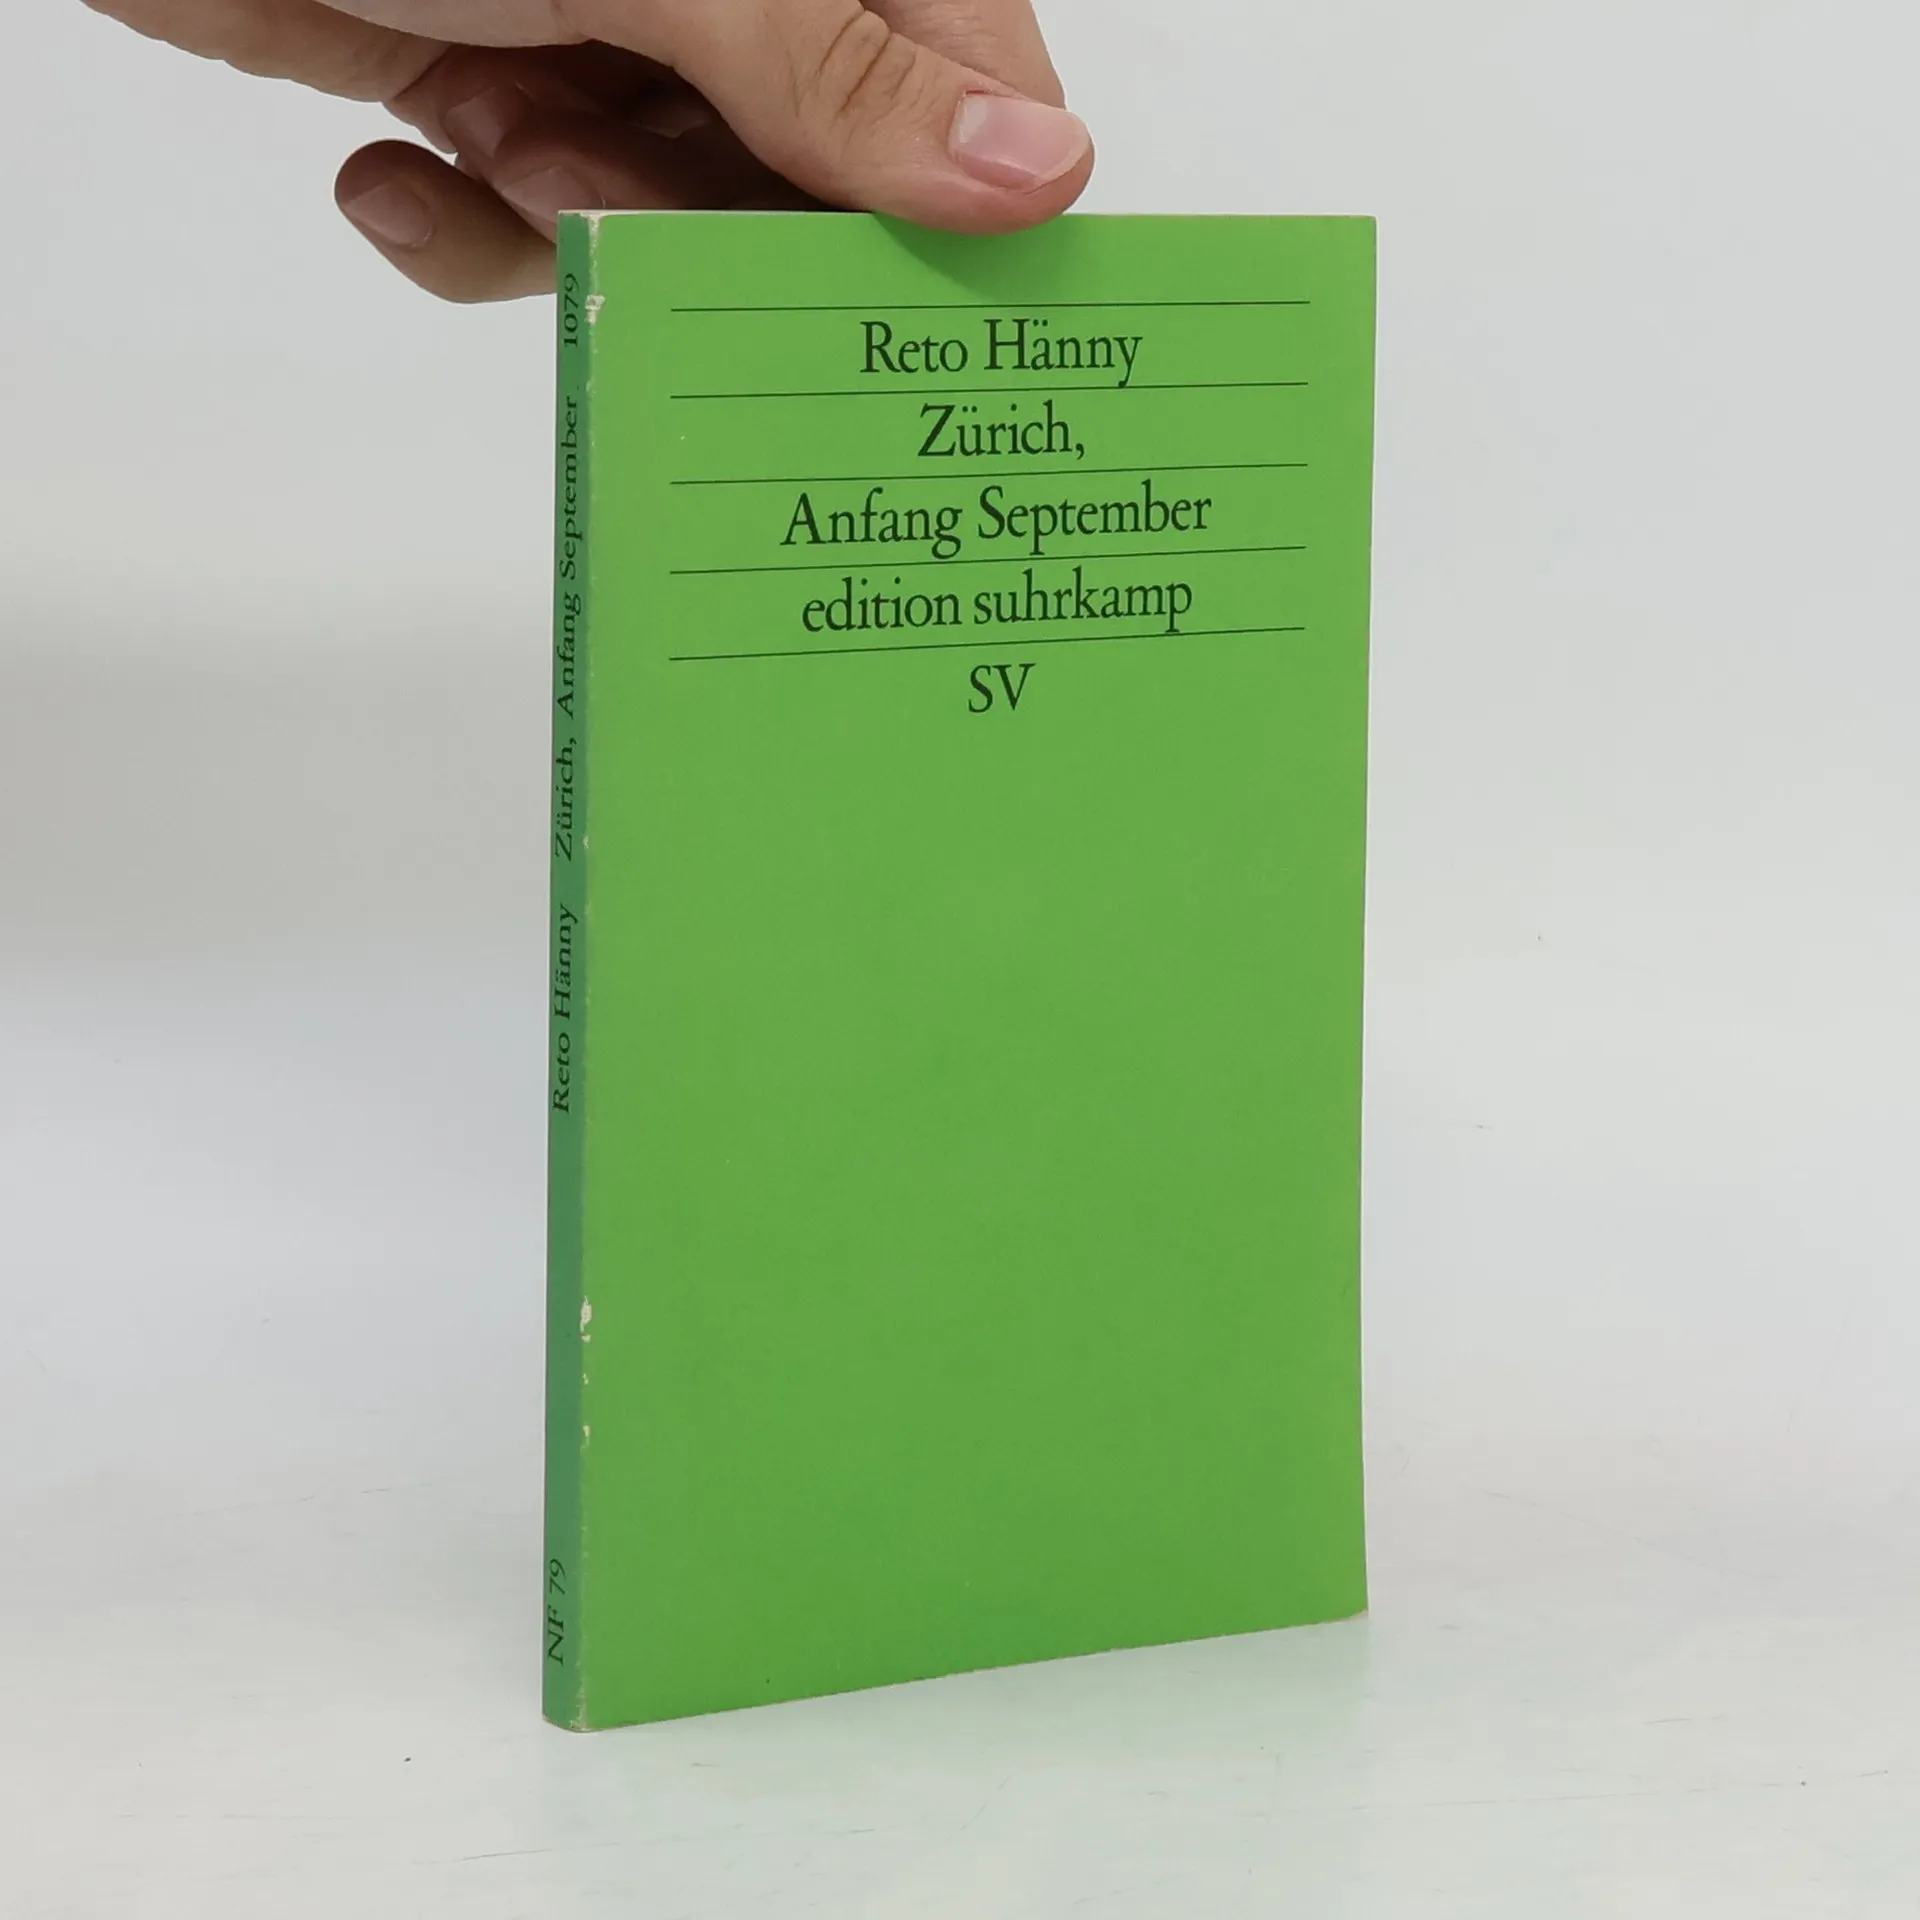 Reto Hänny
Zürich,
Anfang September
edition suhrkamp
SV
Reto Hänny Zürich, Anfang September 1079
NF 79